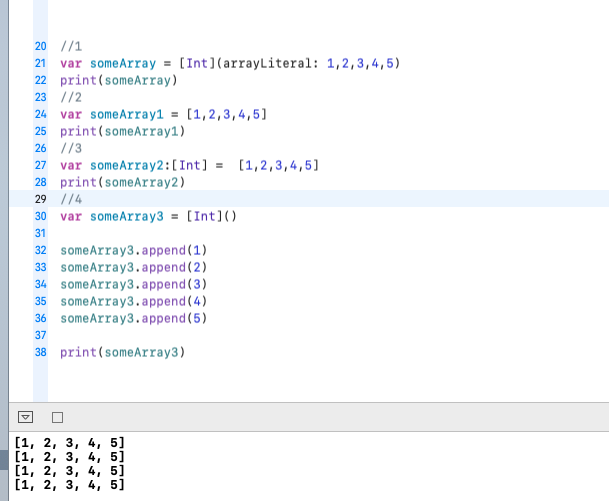 20 //1
21 var someArray = [Int](arrayLiteral: 1,2,3,4,5)
22 print(someArray)
23 //2
24 var someArray1 = [1,2,3,4,5]
25 print(someArray1)
26 //3
27 var someArray2:[Int] =  [1,2,3,4,5]
28 print(someArray2)
29 //4
30 var someArray3 = [Int]()
31
32 someArray3.append(1)
33 someArray3.append(2)
34 someArray3.append(3)
35 someArray3.append(4)
36 someArray3.append(5)
37
38 print(someArray3)
[1, 2, 3, 4, 5]
[1, 2, 3, 4, 5]
[1, 2, 3, 4, 5]
[1, 2, 3, 4, 5]